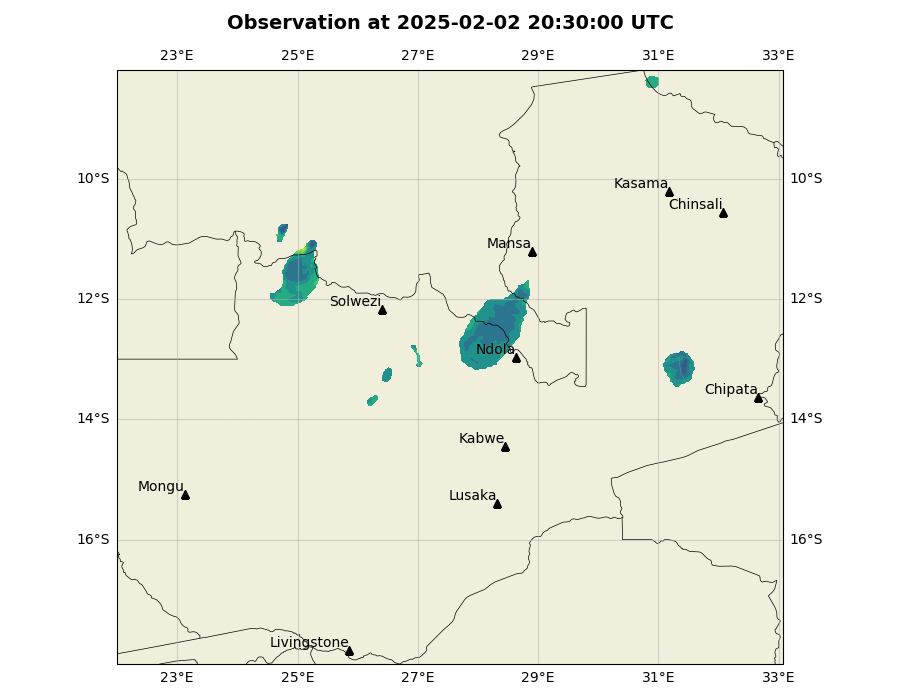 Observation at 2025-02-02 20:30:00 UTC
23°E 25°E 27°E 29°E 31°E 33°E
10°S 10°S
Kasama
Chinsali
Mansa
12°S 12°S
Solwezi
Ndola
Chipata
14°S 14°S
Kabwe
Mongu
Lusaka
16°S 16°S
Livingstone
23°E 25°E 27°E 29°E 31°E 33°E